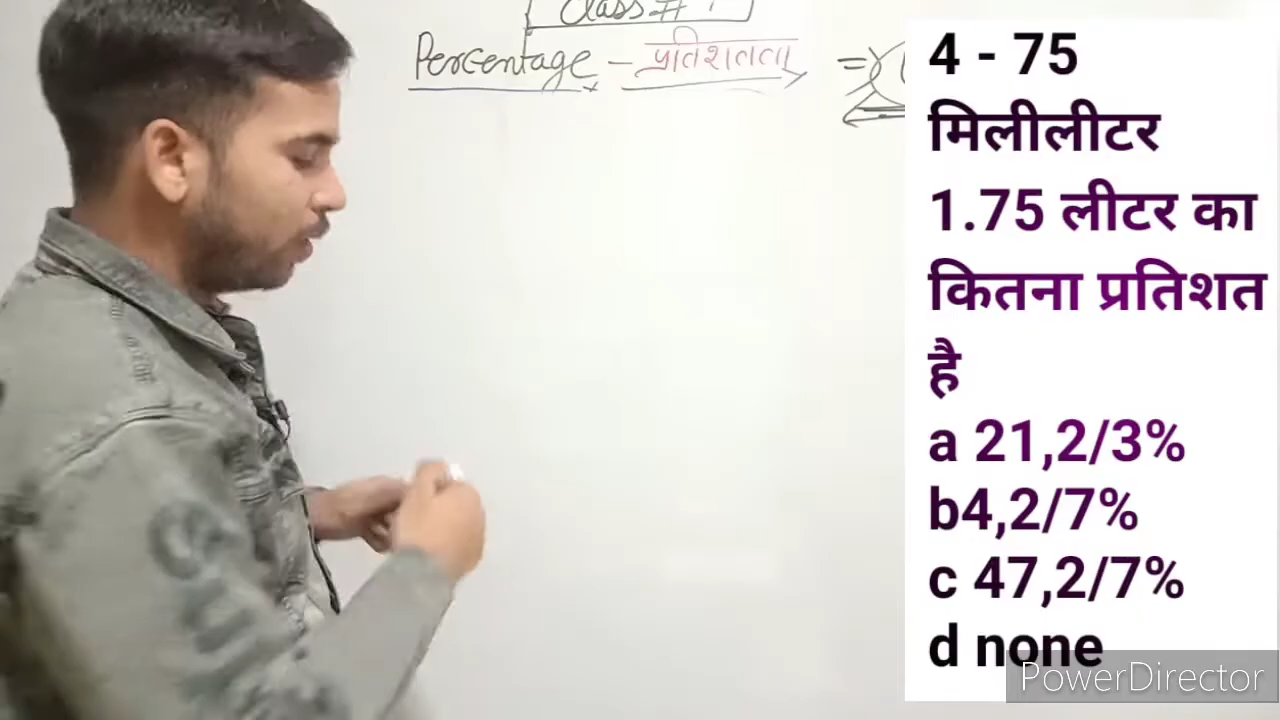 Class #
Percentage - प्रतिशतता =
4 - 75
मिलीलीटर
1.75 लीटर का
कितना प्रतिशत
है
a 21,2/3%
b4,2/7%
c 47,2/7%
d none
PowerDirector